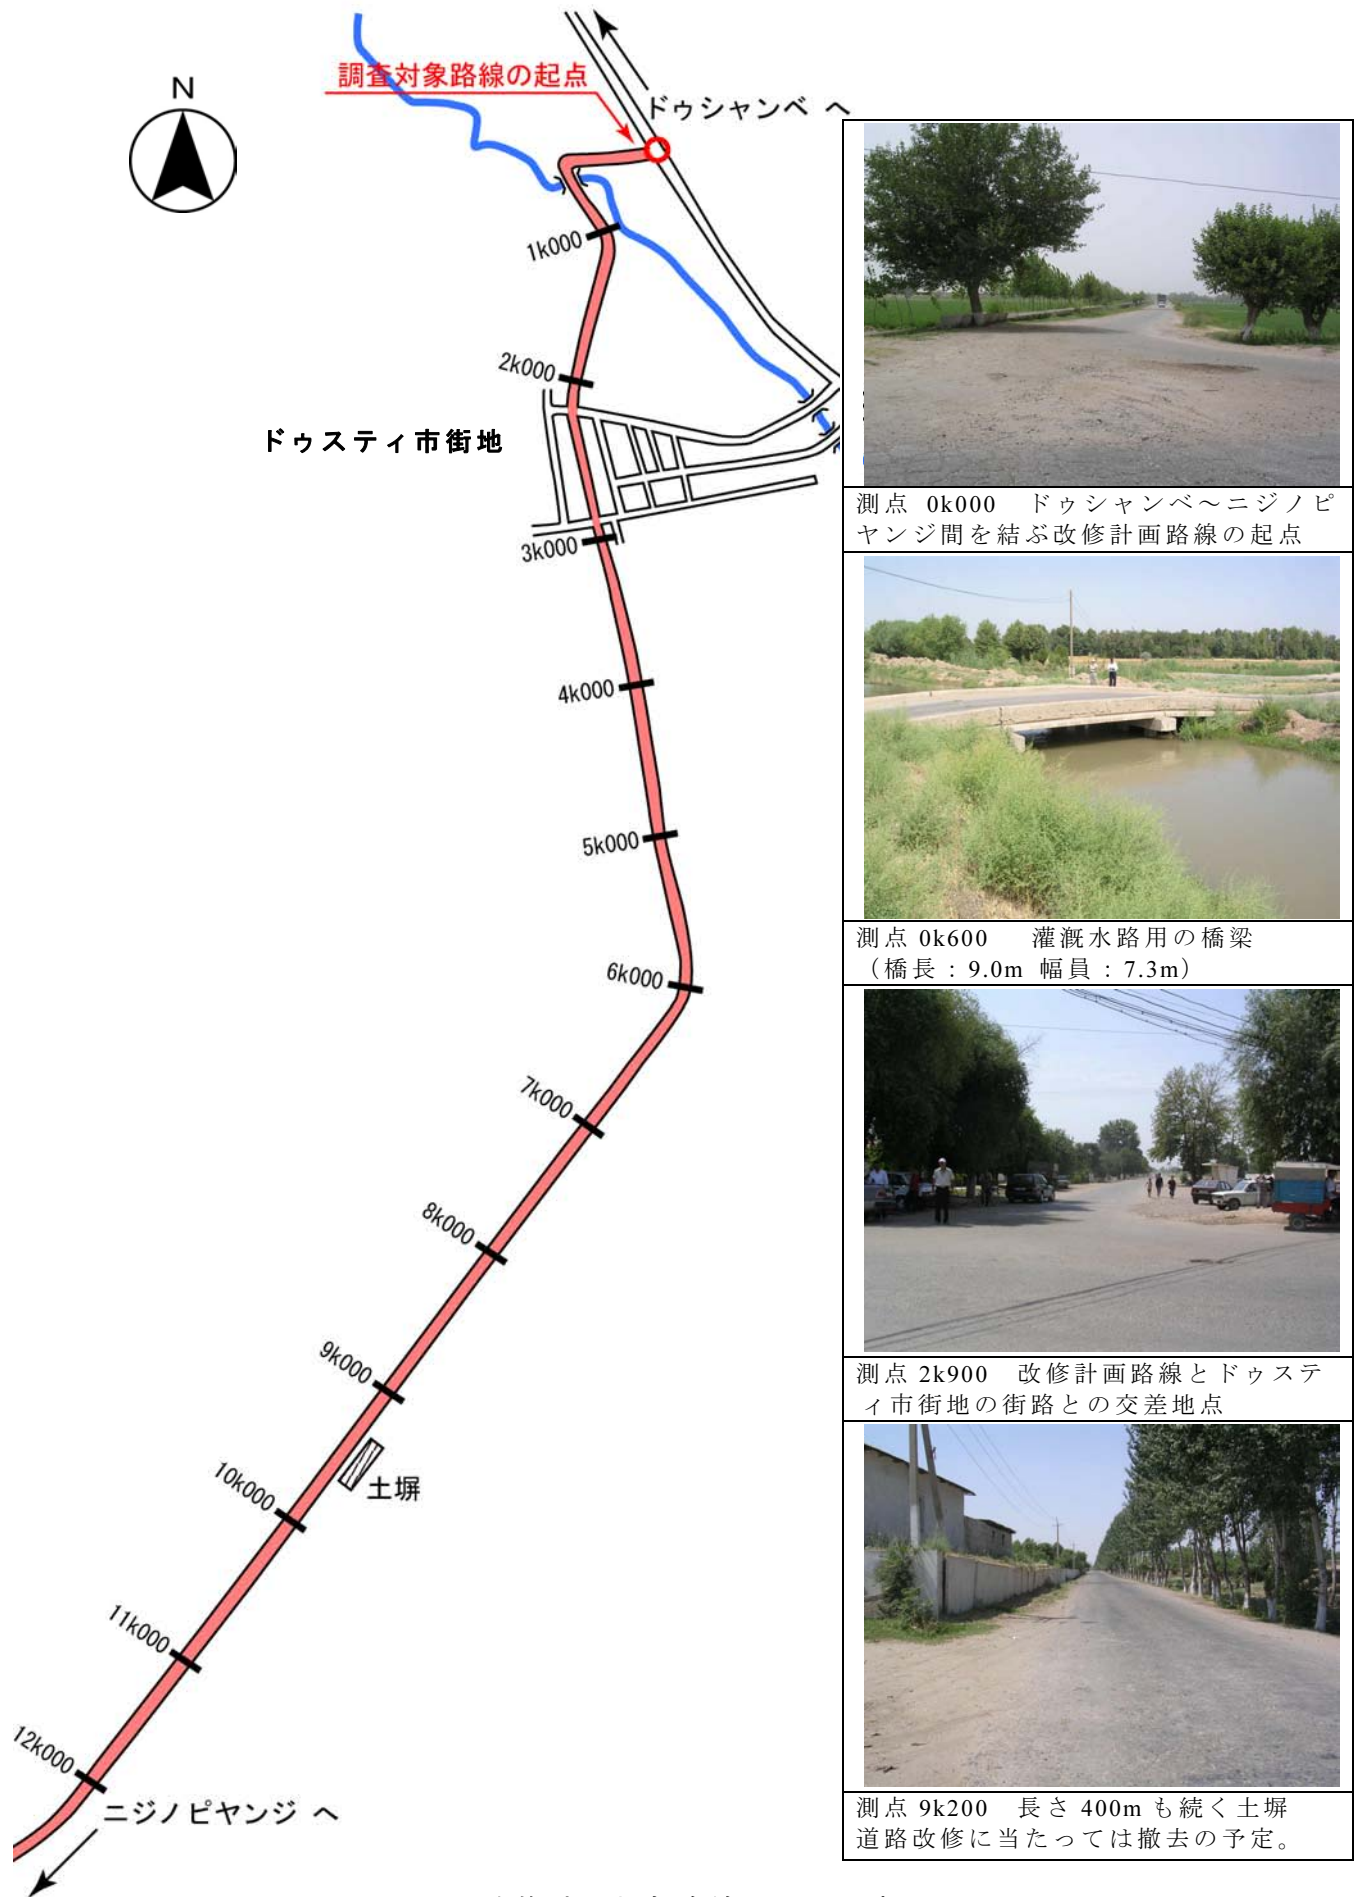 N
調査対象路線の起点
ドゥシャンベ へ
1k000
2k000
ドゥスティ市街地
3k000
4k000
5k000
6k000
7k000
8k000
9k000
土塀
10k000
11k000
12k000
ニジノピヤンジ へ
測点 0k000 ドゥシャンベ～ニジノピ
ヤンジ間を結ぶ改修計画路線の起点
測点 0k600 灌漑水路用の橋梁
（橋長：9.0m 幅員：7.3m）
測点 2k900 改修計画路線とドゥステ
ィ市街地の街路との交差地点
測点 9k200 長さ 400m も続く土塀
道路改修に当たっては撤去の予定。